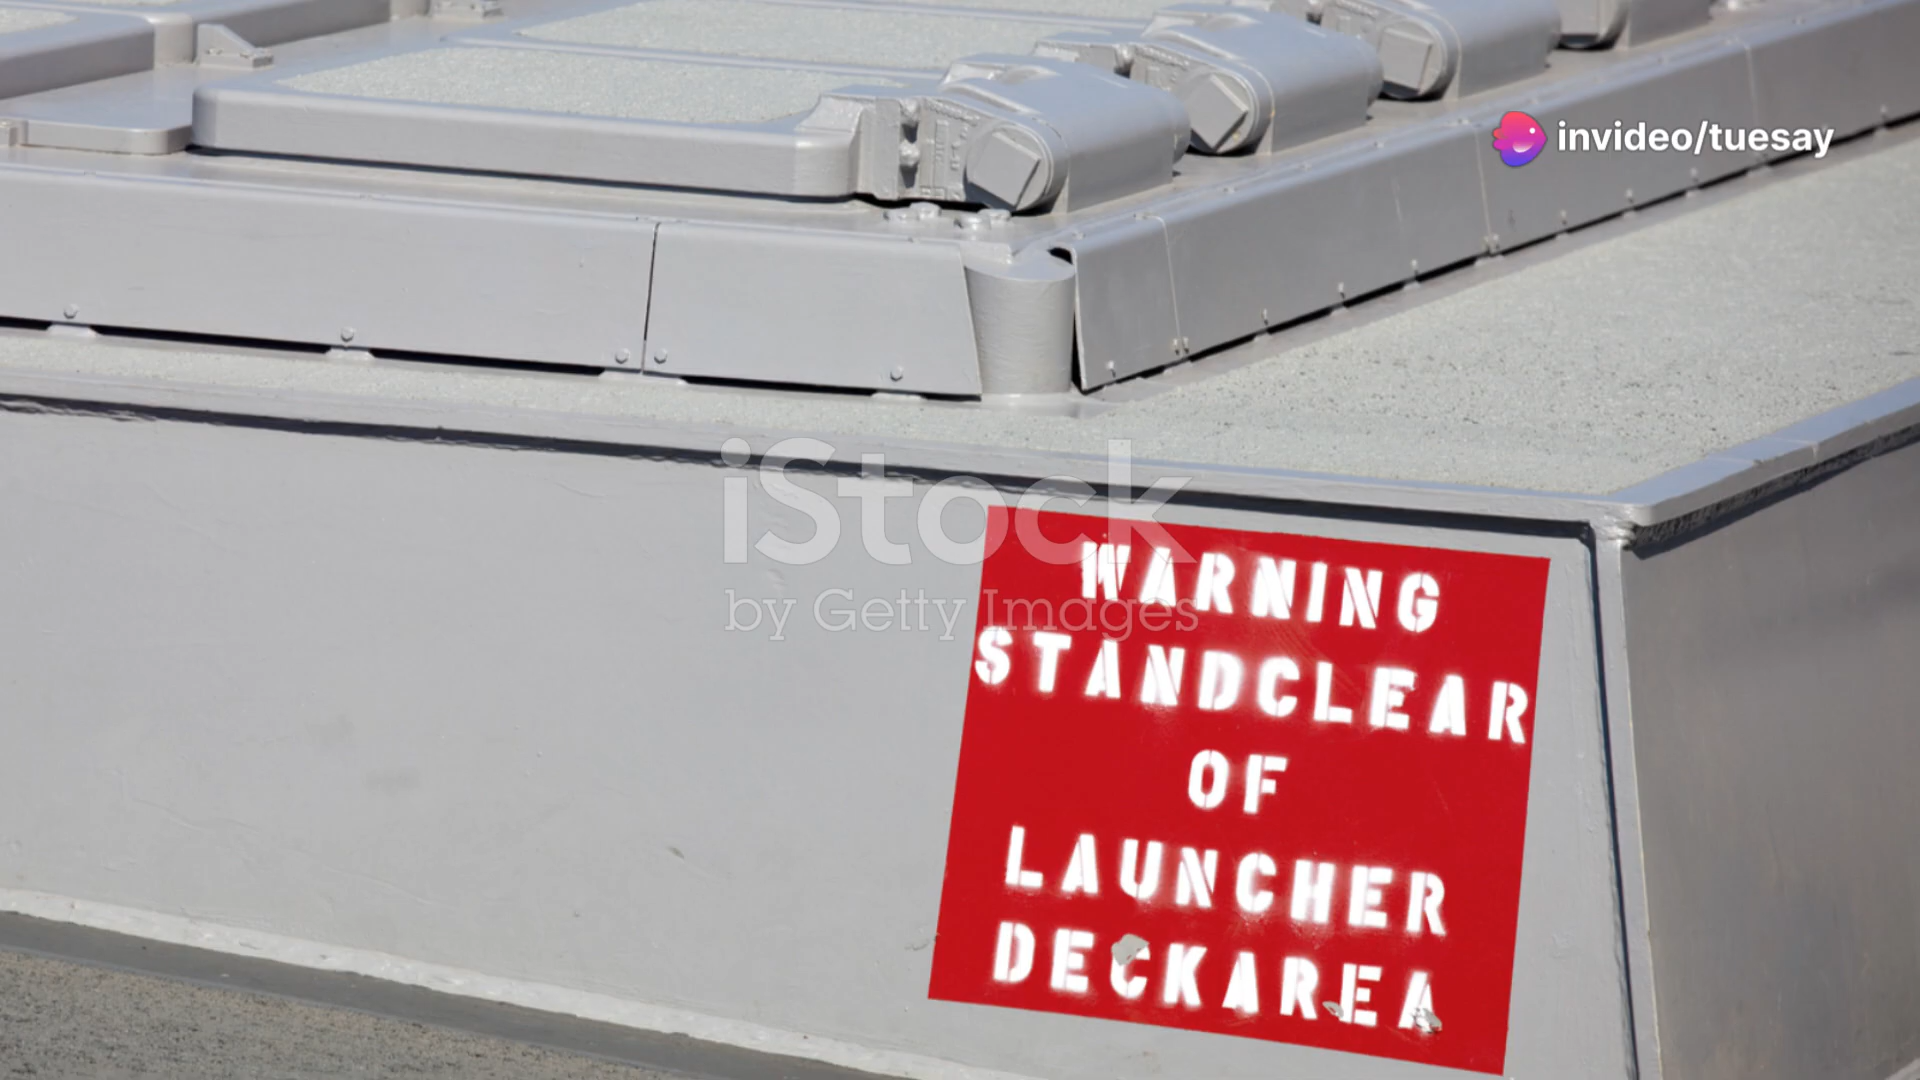 invideo/tuesay
iStock
by Getty Images
WARNING
STANDCLEAR
OF
LAUNCHER
DECKAREA